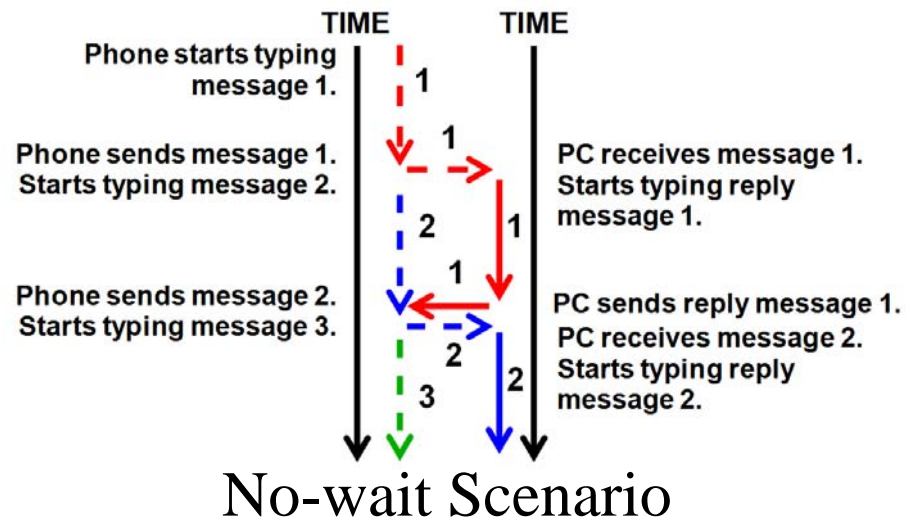 TIME TIME
Phone starts typing
message 1.
1
1
Phone sends message 1.
Starts typing message 2.
PC receives message 1.
Starts typing reply
message 1.
2
1
1
Phone sends message 2.
Starts typing message 3.
PC sends reply message 1.
PC receives message 2.
Starts typing reply
message 2.
2
3
2
No-wait Scenario